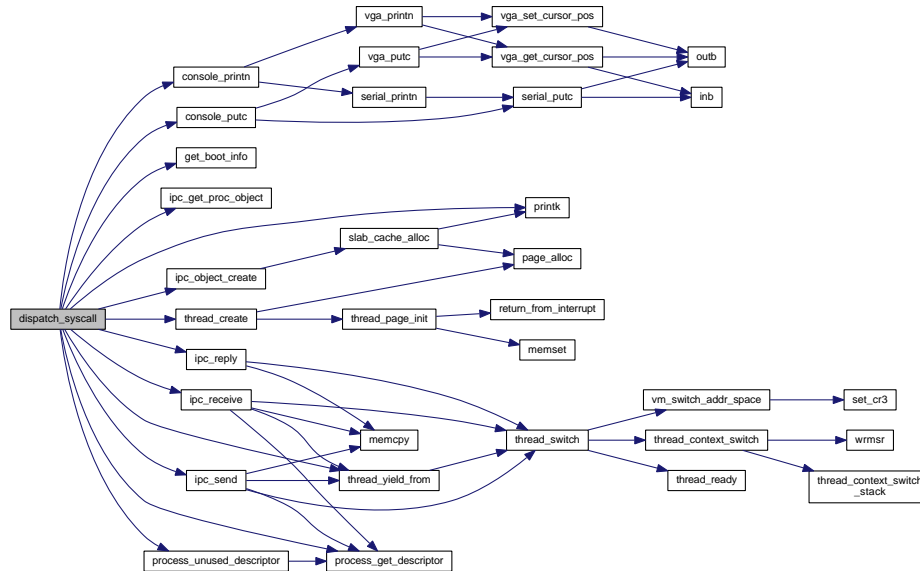 vga_printn
vga_set_cursor_pos
vga_putc
vga_get_cursor_pos
outb
console_printn
serial_printn
serial_putc
inb
console_putc
get_boot_info
ipc_get_proc_object
printk
slab_cache_alloc
page_alloc
ipc_object_create
return_from_interrupt
dispatch_syscall
thread_create
thread_page_init
memset
ipc_reply
ipc_receive
vm_switch_addr_space
set_cr3
memcpy
thread_switch
thread_context_switch
wrmsr
ipc_send
thread_yield_from
thread_ready
thread_context_switch
_stack
process_unused_descriptor
process_get_descriptor